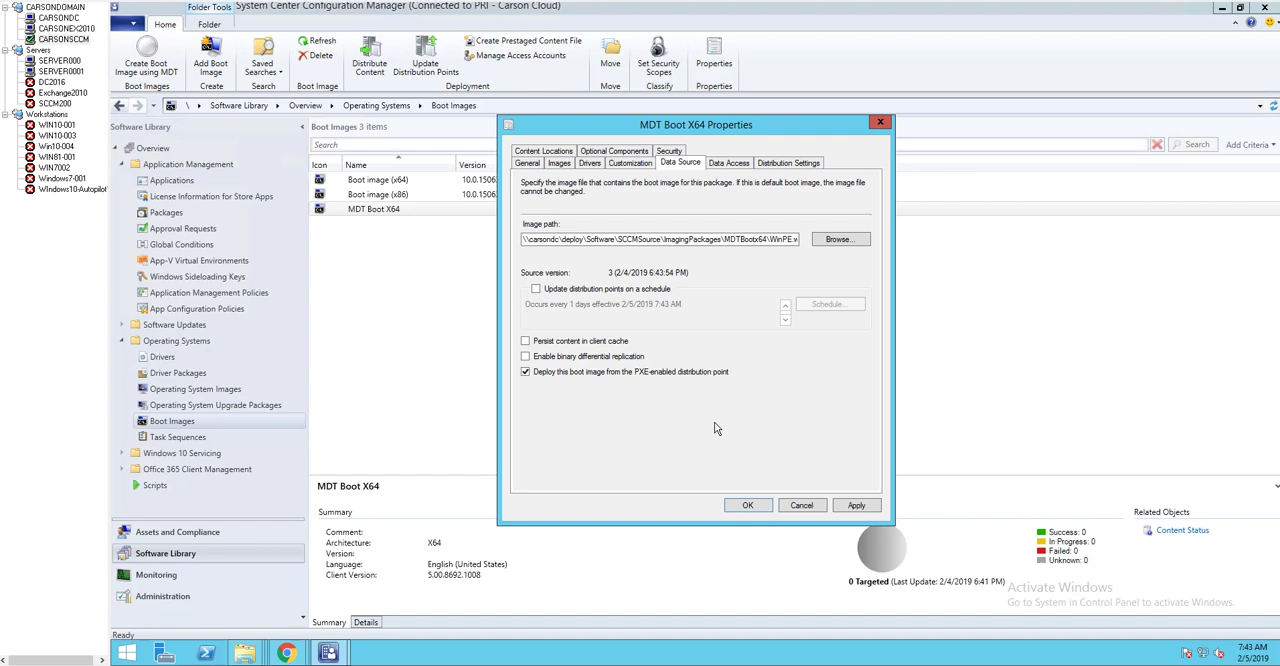 CARSONDOMAIN
CARSONDC
CARSONEX2010
CARSONSCCM
Servers
SERVER000
SERVER0001
DC2016
Exchange2010
SCCM200
Workstations
WIN10-001
WIN10-003
Win10-004
WIN81-001
WIN7002
Windows7-001
Windows10-Autopilot
Folder Tools
System Center Configuration Manager (Connected to PRI - Carson Cloud)
Home
Folder
Create Boot
Image using MDT
Boot Images
Add Boot
Image
Create
Saved
Searches
Search
Refresh
Delete
Boot Image
Distribute
Content
Update
Distribution Points
Create Prestaged Content File
Manage Access Accounts
Deployment
Move
Move
Set Security
Scopes
Classify
Properties
Properties
\ Software Library Overview Operating Systems Boot Images
Software Library
Overview
Application Management
Applications
License Information for Store Apps
Packages
Approval Requests
Global Conditions
App-V Virtual Environments
Windows Sideloading Keys
Application Management Policies
App Configuration Policies
Software Updates
Operating Systems
Drivers
Driver Packages
Operating System Images
Operating System Upgrade Packages
Boot Images
Task Sequences
Windows 10 Servicing
Office 365 Client Management
Scripts
Assets and Compliance
Software Library
Monitoring
Administration
Boot Images 3 items
Search
Search
Add Criteria
Icon Name Version
Boot image (x64) 10.0.1506
Boot image (x86) 10.0.1506
MDT Boot X64
MDT Boot X64 Properties
Content Locations Optional Components Security
General Images Drivers Customization Data Source Data Access Distribution Settings
Specify the image file that contains the boot image for this package. If this is default boot image, the image file
cannot be changed.
Image path:
\\carsondc\deploy\Software\SCCMSource\ImagingPackages\MDTBootx64\WinPE.w
Browse...
Source version: 3 (2/4/2019 6:43:54 PM)
Update distribution points on a schedule
Occurs every 1 days effective 2/5/2019 7:43 AM
Schedule...
Persist content in client cache
Enable binary differential replication
Deploy this boot image from the PXE-enabled distribution point
OK Cancel Apply
MDT Boot X64
Summary
Comment:
Architecture: X64
Version:
Language: English (United States)
Client Version: 5.00.8692.1008
Success: 0
In Progress: 0
Failed: 0
Unknown: 0
0 Targeted (Last Update: 2/4/2019 6:41 PM)
Related Objects
Content Status
Activate Windows
Go to System in Control Panel to activate Windows.
Summary Details
Ready
7:43 AM
2/5/2019